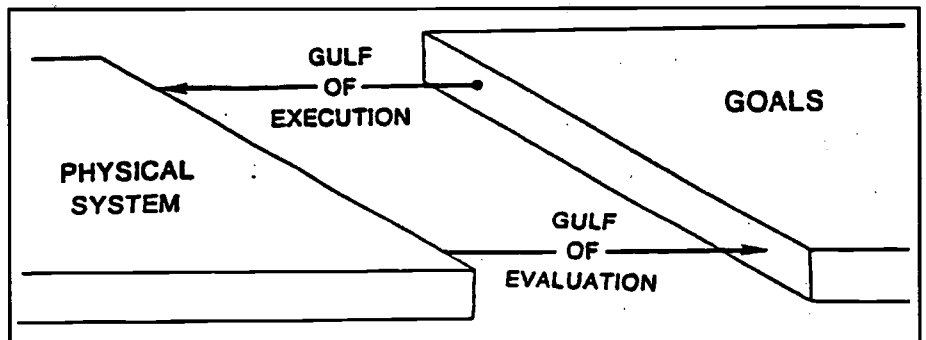 GULF
OF
EXECUTION
GOALS
PHYSICAL
SYSTEM
GULF
OF
EVALUATION